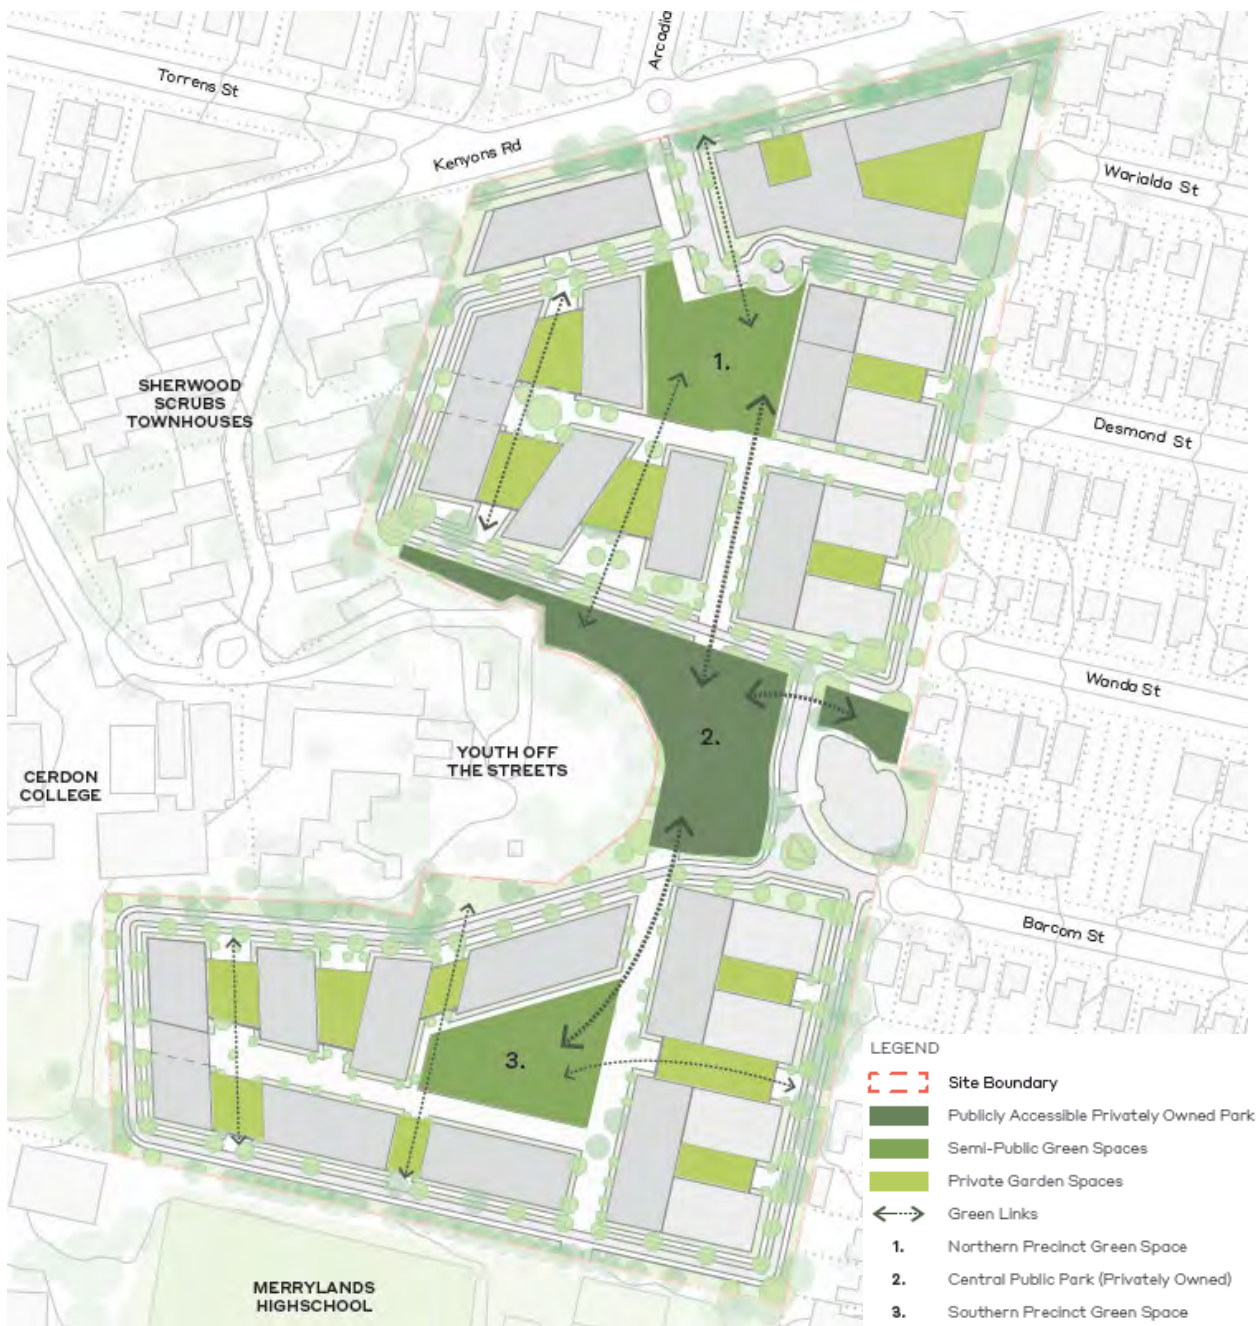 Arcadia
Torrens St
Kenyons Rd
Warialda St
SHERWOOD
SCRUBS
TOWNHOUSES
1.
Desmond St
Wanda St
2.
YOUTH OFF
THE STREETS
CERDON
COLLEGE
Barcom St
3.
MERRYLANDS
HIGHSCHOOL
LEGEND
Site Boundary
Publicly Accessible Privately Owned Park
Semi-Public Green Spaces
Private Garden Spaces
Green Links
1. Northern Precinct Green Space
2. Central Public Park (Privately Owned)
3. Southern Precinct Green Space